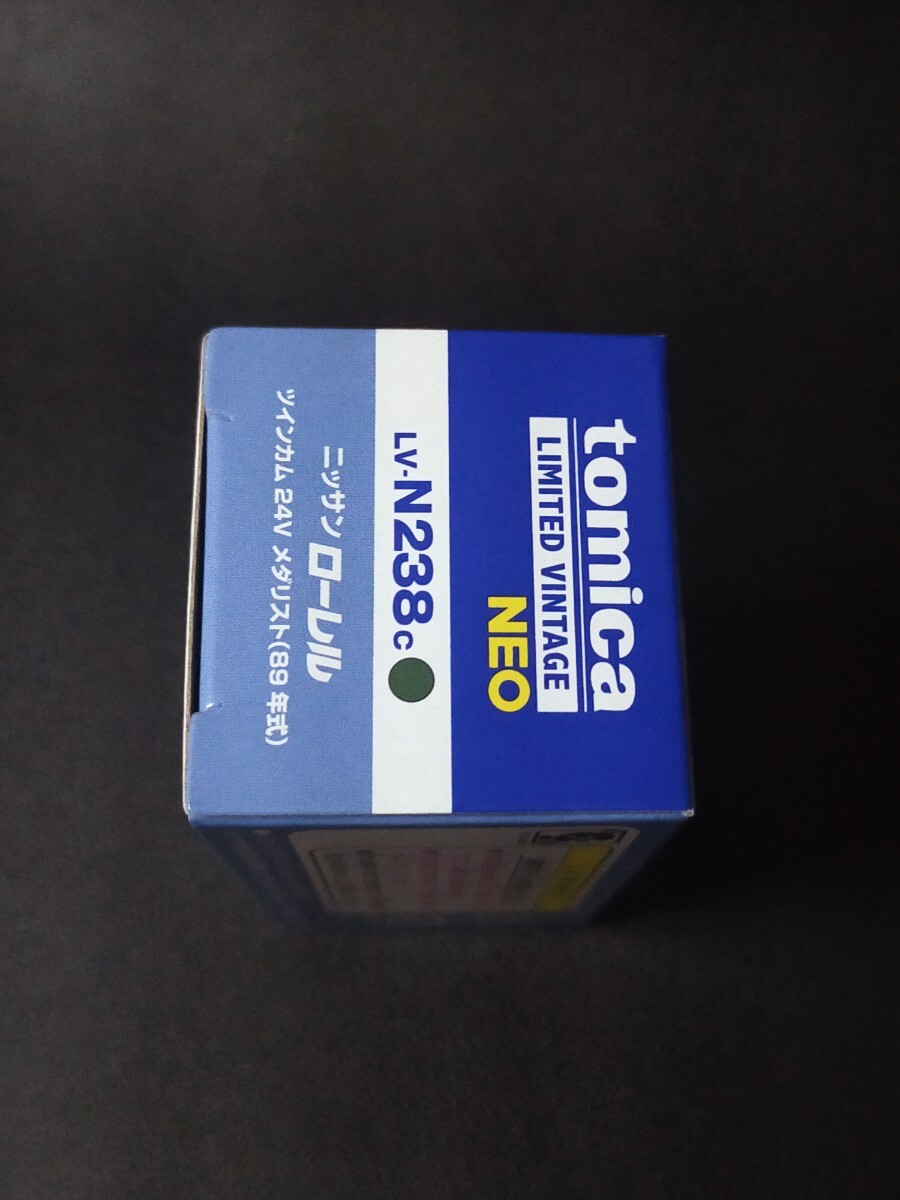 tomica
LIMITED VINTAGE
NEO
LV-N238c
ニッサン ローレル
ツインカム 24V メダリスト(89 年式)